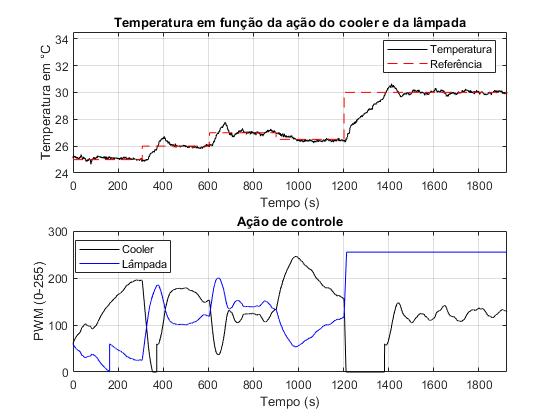 Temperatura em função da ação do cooler e da lâmpada
Temperatura em °C
34
32
30
28
26
24
Temperatura
Referência
0 200 400 600 800 1000 1200 1400 1600 1800
Tempo (s)
Ação de controle
PWM (0-255)
300
200
100
0
Cooler
Lâmpada
0 200 400 600 800 1000 1200 1400 1600 1800
Tempo (s)